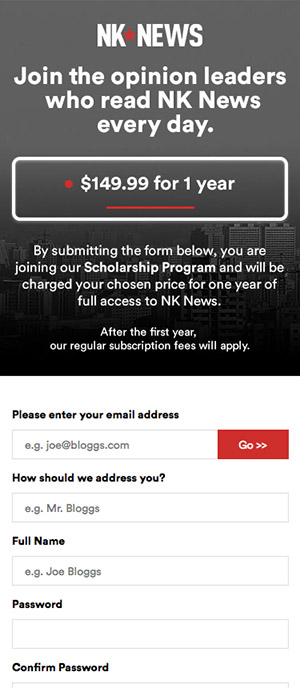 NK NEWS
Join the opinion leaders
who read NK News
every day.
$149.99 for 1 year
By submitting the form below, you are
joining our Scholarship Program and will be
charged your chosen price for one year of
full access to NK News.
After the first year,
our regular subscription fees will apply.
Please enter your email address
e.g. joe@bloggs.com
Go >>
How should we address you?
e.g. Mr. Bloggs
Full Name
e.g. Joe Bloggs
Password
Confirm Password